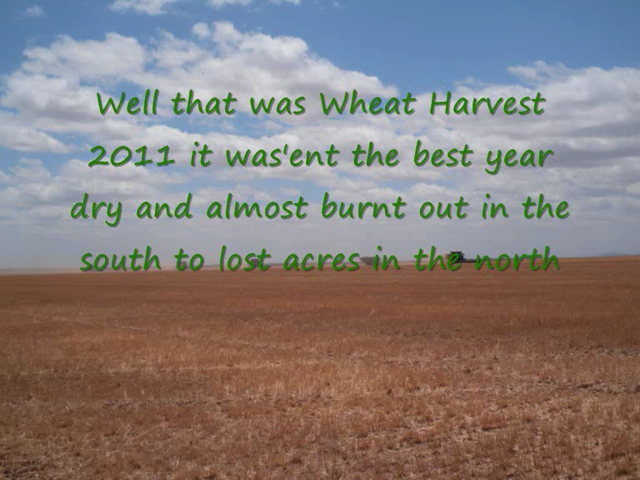 Well that was Wheat Harvest
2011 it was'ent the best year
dry and almost burnt out in the
south to lost acres in the north